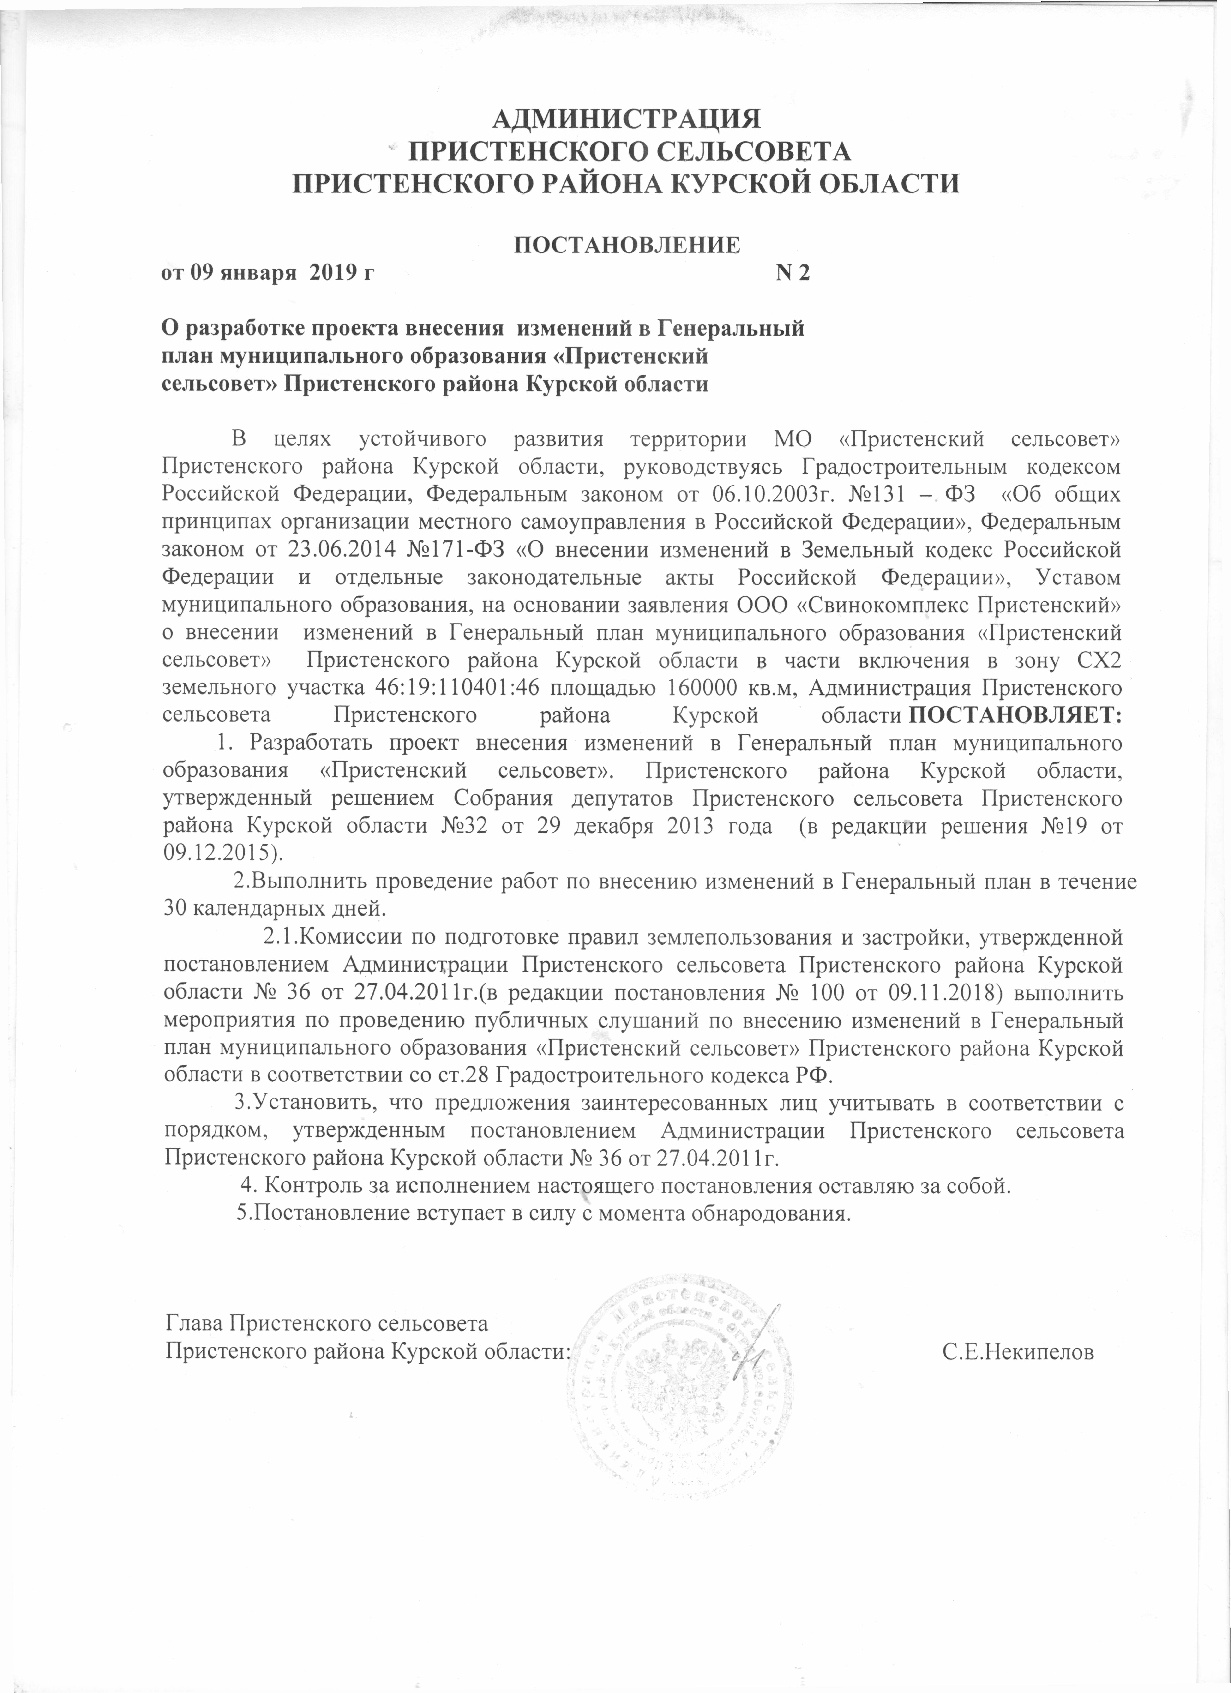 АДМИНИСТРАЦИЯ
ПРИСТЕНСКОГО СЕЛЬСОВЕТА
ПРИСТЕНСКОГО РАЙОНА КУРСКОЙ ОБЛАСТИ
ПОСТАНОВЛЕНИЕ
от 09 января 2019 г N 2
О разработке проекта внесения изменений в Генеральный
план муниципального образования «Пристенский
сельсовет» Пристенского района Курской области
В целях устойчивого развития территории МО «Пристенский сельсовет»
Пристенского района Курской области, руководствуясь Градостроительным кодексом
Российской Федерации, Федеральным законом от 06.10.2003г. №131 – ФЗ «Об общих
принципах организации местного самоуправления в Российской Федерации», Федеральным
законом от 23.06.2014 №171-ФЗ «О внесении изменений в Земельный кодекс Российской
Федерации и отдельные законодательные акты Российской Федерации», Уставом
муниципального образования, на основании заявления ООО «Свинокомплекс Пристенский»
о внесении изменений в Генеральный план муниципального образования «Пристенский
сельсовет» Пристенского района Курской области в части включения в зону СХ2
земельного участка 46:19:110401:46 площадью 160000 кв.м, Администрация Пристенского
сельсовета Пристенского района Курской области ПОСТАНОВЛЯЕТ:
1. Разработать проект внесения изменений в Генеральный план муниципального
образования «Пристенский сельсовет». Пристенского района Курской области,
утвержденный решением Собрания депутатов Пристенского сельсовета Пристенского
района Курской области №32 от 29 декабря 2013 года (в редакции решения №19 от
09.12.2015).
2.Выполнить проведение работ по внесению изменений в Генеральный план в течение
30 календарных дней.
2.1.Комиссии по подготовке правил землепользования и застройки, утвержденной
постановлением Администрации Пристенского сельсовета Пристенского района Курской
области № 36 от 27.04.2011г.(в редакции постановления № 100 от 09.11.2018) выполнить
мероприятия по проведению публичных слушаний по внесению изменений в Генеральный
план муниципального образования «Пристенский сельсовет» Пристенского района Курской
области в соответствии со ст.28 Градостроительного кодекса РФ.
3.Установить, что предложения заинтересованных лиц учитывать в соответствии с
порядком, утвержденным постановлением Администрации Пристенского сельсовета
Пристенского района Курской области № 36 от 27.04.2011г.
4. Контроль за исполнением настоящего постановления оставляю за собой.
5.Постановление вступает в силу с момента обнародования.
Глава Пристенского сельсовета
Пристенского района Курской области: С.Е.Некипелов